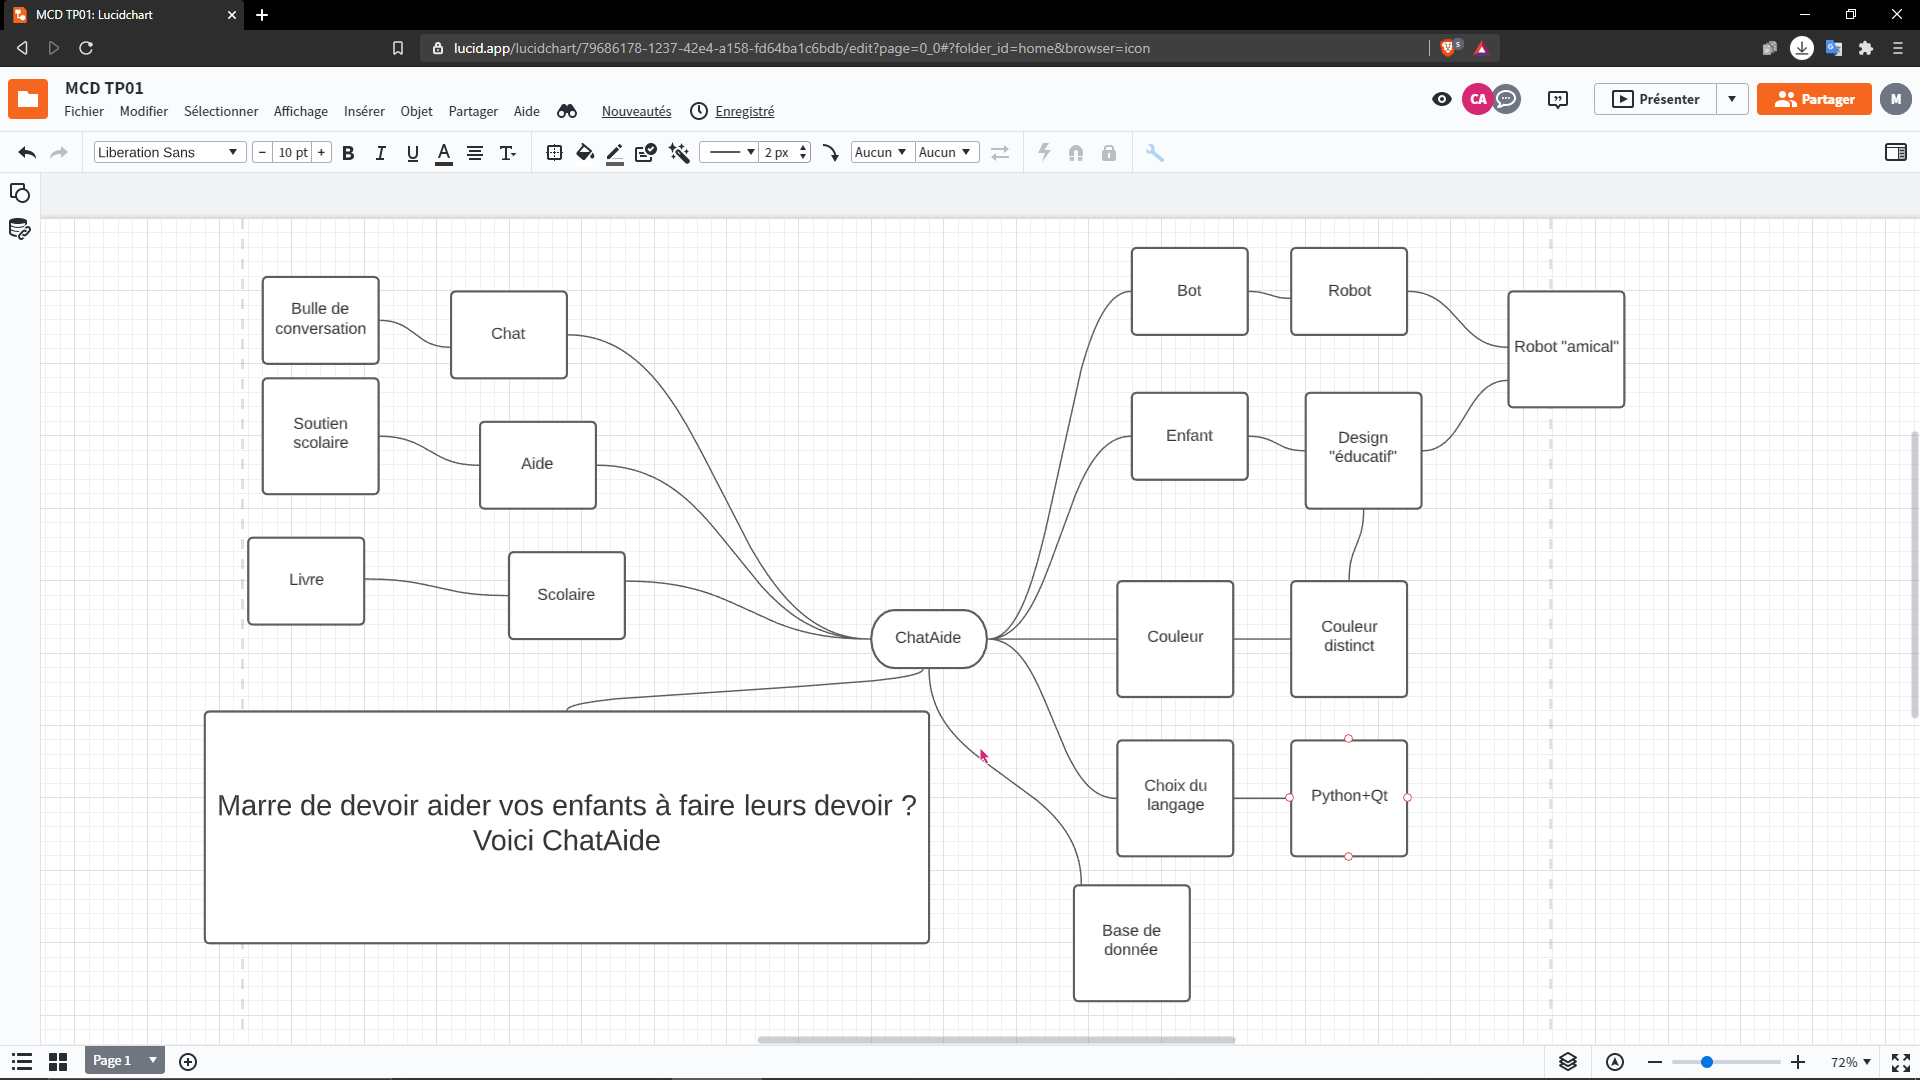 MCD TP01: Lucidchart
lucid.app/lucidchart/79686178-1237-42e4-a158-fd64ba1c6bdb/edit?page=0_0#?folder_id=home&browser=icon
5
MCD TP01
Fichier Modifier Sélectionner Affichage Insérer Objet Partager Aide Nouveautés Enregistré
CA
Présenter
Partager
M
Liberation Sans
10 pt
B I U A T
2 px
Aucun
Aucun
Bulle de
conversation
Chat
Soutien
scolaire
Aide
Livre
Scolaire
ChatAide
Bot
Robot
Robot "amical"
Enfant
Design
"éducatif"
Couleur
Couleur
distinct
Choix du
langage
Python+Qt
Base de
donnée
Marre de devoir aider vos enfants à faire leurs devoir ?
Voici ChatAide
Page 1
72%